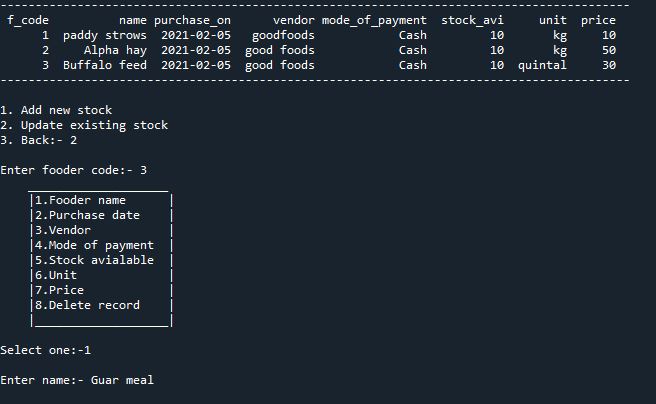 f_code name purchase_on vendor mode_of_payment stock_avi unit price
1 paddy strows 2021-02-05 goodfoods Cash 10 kg 10
2 Alpha hay 2021-02-05 good foods Cash 10 kg 50
3 Buffalo feed 2021-02-05 good foods Cash 10 quintal 30
1. Add new stock
2. Update existing stock
3. Back:- 2
Enter fooder code:- 3
|1.Fooder name |
|2.Purchase date |
|3.Vendor |
|4.Mode of payment |
|5.Stock avialable |
|6.Unit |
|7.Price |
|8.Delete record |
Select one:-1
Enter name:- Guar meal